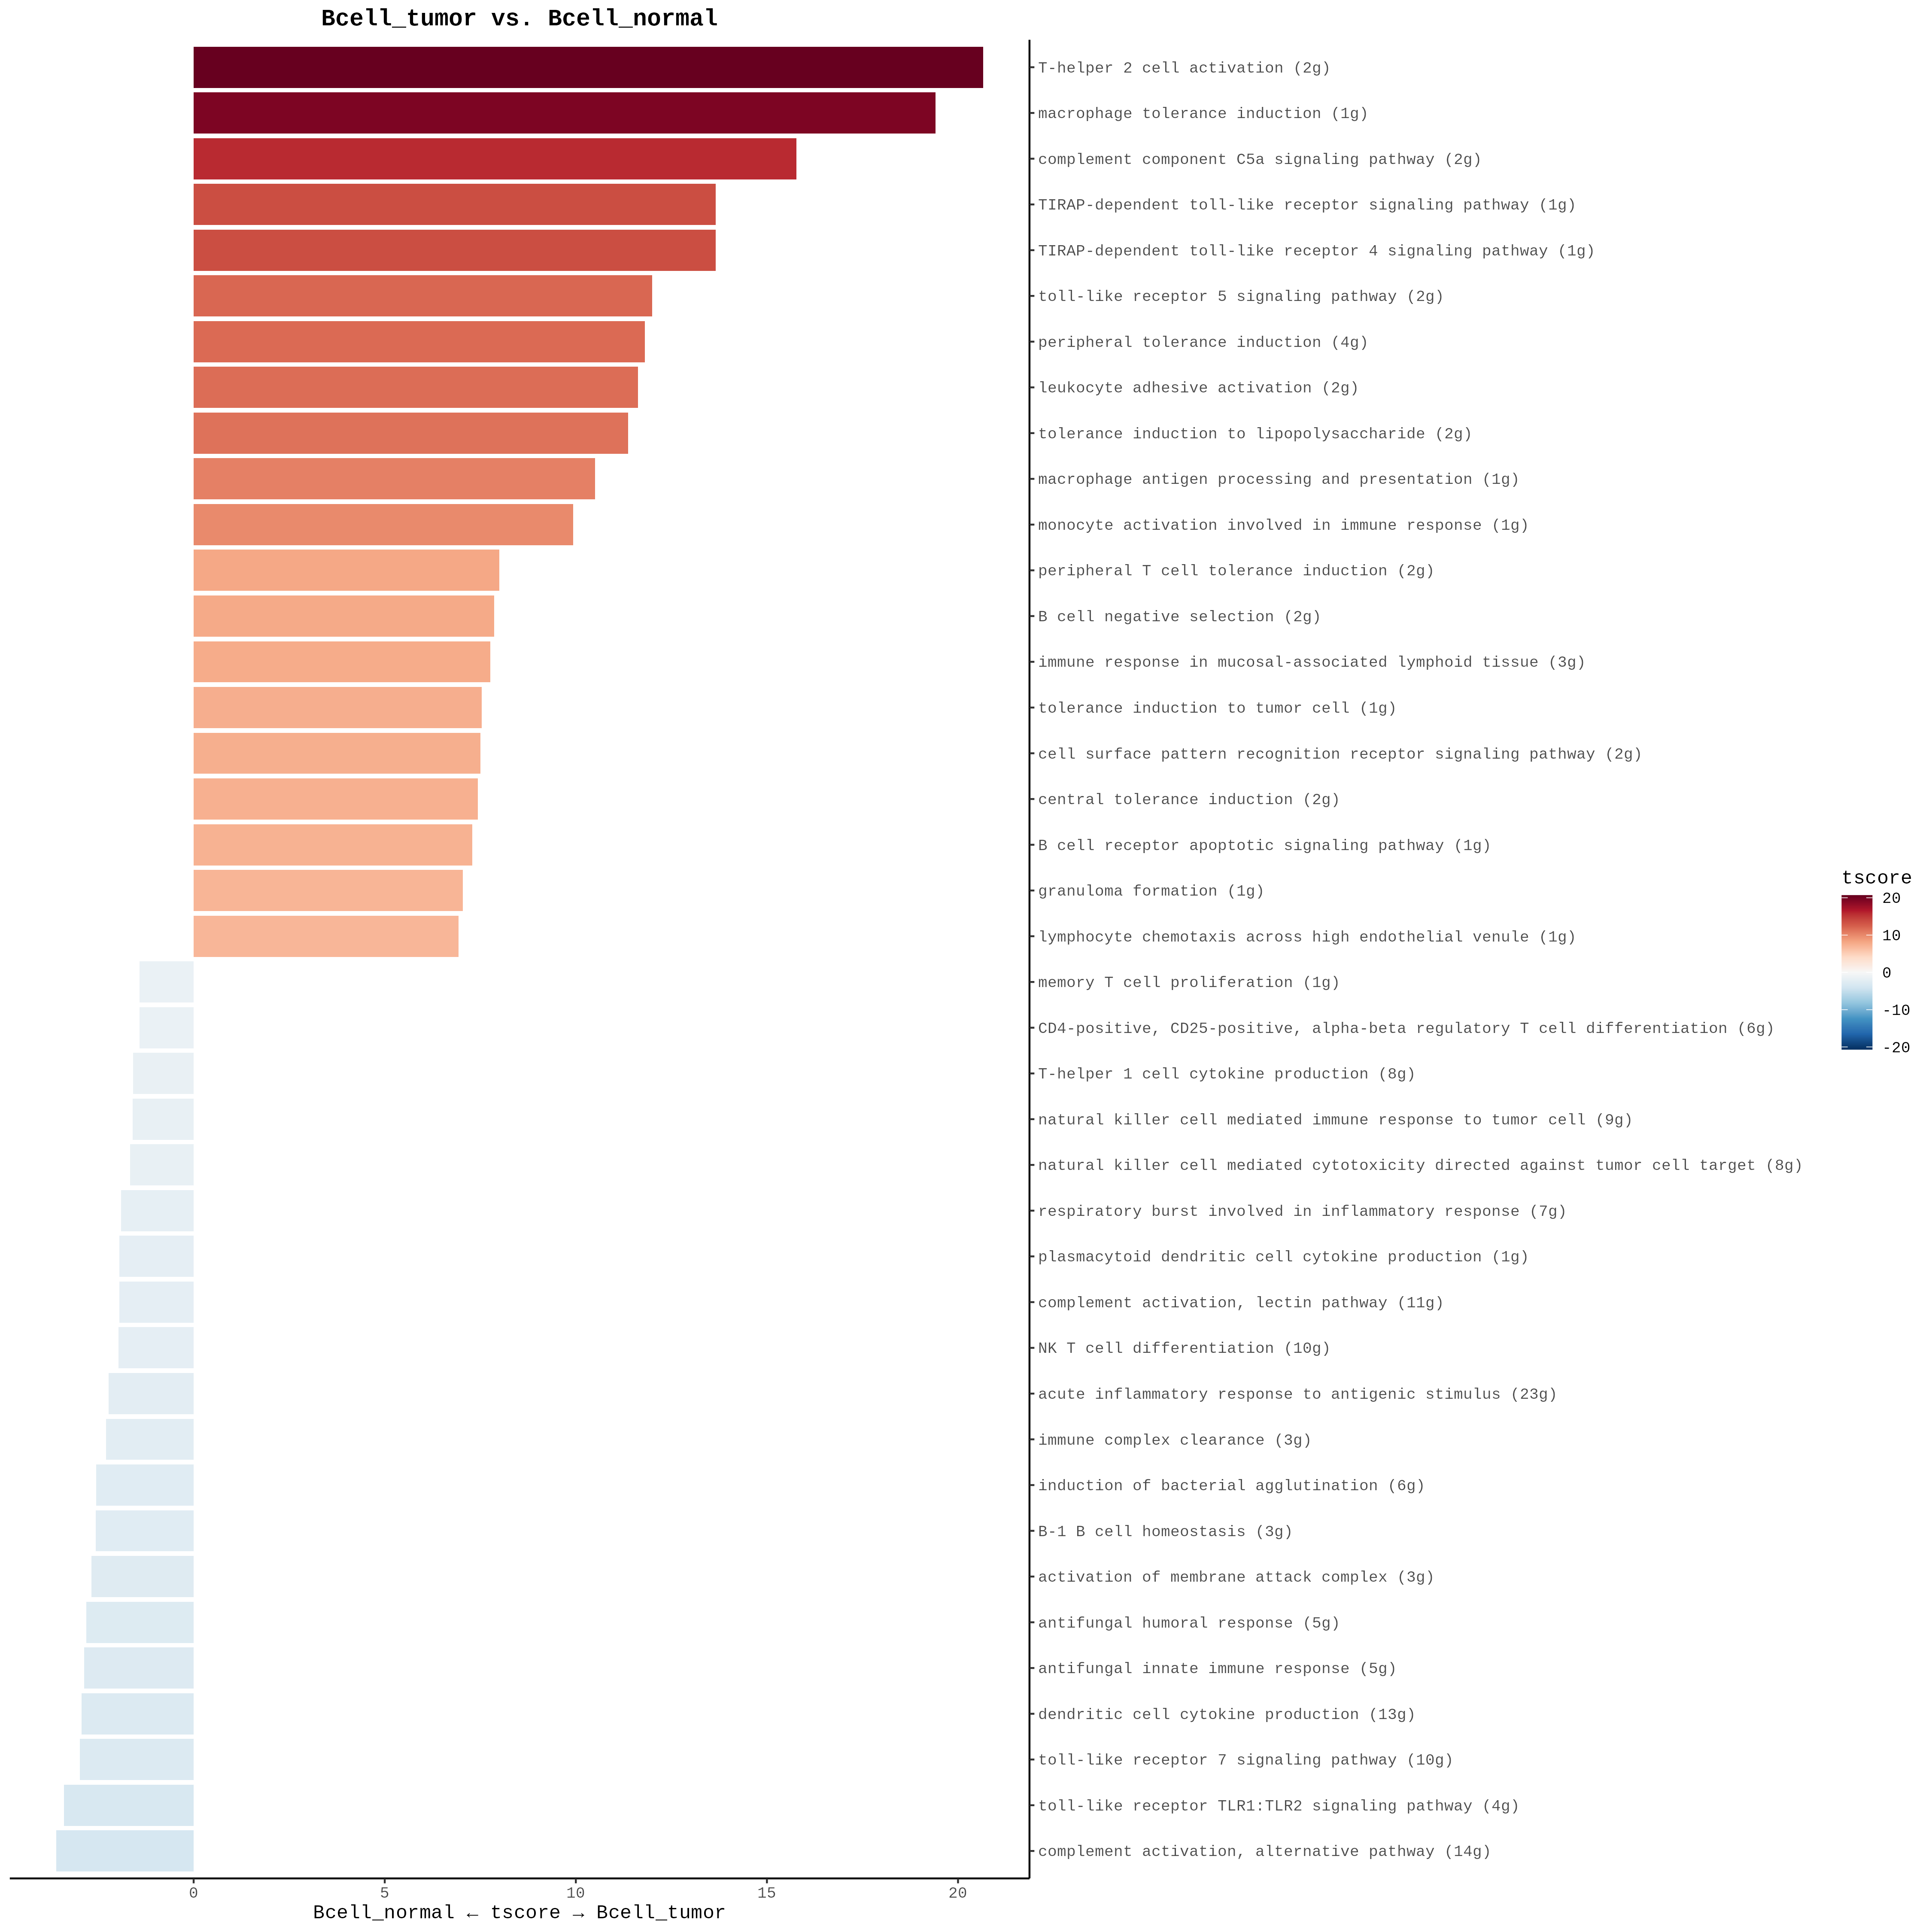 Bcell_tumor vs. Bcell_normal
T-helper 2 cell activation (2g)
macrophage tolerance induction (1g)
complement component C5a signaling pathway (2g)
TIRAP-dependent toll-like receptor signaling pathway (1g)
TIRAP-dependent toll-like receptor 4 signaling pathway (1g)
toll-like receptor 5 signaling pathway (2g)
peripheral tolerance induction (4g)
leukocyte adhesive activation (2g)
tolerance induction to lipopolysaccharide (2g)
macrophage antigen processing and presentation (1g)
monocyte activation involved in immune response (1g)
peripheral T cell tolerance induction (2g)
B cell negative selection (2g)
immune response in mucosal-associated lymphoid tissue (3g)
tolerance induction to tumor cell (1g)
cell surface pattern recognition receptor signaling pathway (2g)
central tolerance induction (2g)
B cell receptor apoptotic signaling pathway (1g)
granuloma formation (1g)
lymphocyte chemotaxis across high endothelial venule (1g)
memory T cell proliferation (1g)
CD4-positive, CD25-positive, alpha-beta regulatory T cell differentiation (6g)
T-helper 1 cell cytokine production (8g)
natural killer cell mediated immune response to tumor cell (9g)
natural killer cell mediated cytotoxicity directed against tumor cell target (8g)
respiratory burst involved in inflammatory response (7g)
plasmacytoid dendritic cell cytokine production (1g)
complement activation, lectin pathway (11g)
NK T cell differentiation (10g)
acute inflammatory response to antigenic stimulus (23g)
immune complex clearance (3g)
induction of bacterial agglutination (6g)
B-1 B cell homeostasis (3g)
activation of membrane attack complex (3g)
antifungal humoral response (5g)
antifungal innate immune response (5g)
dendritic cell cytokine production (13g)
toll-like receptor 7 signaling pathway (10g)
toll-like receptor TLR1:TLR2 signaling pathway (4g)
complement activation, alternative pathway (14g)
0 5 10 15 20
Bcell_normal ← tscore → Bcell_tumor
tscore
20
10
0
-10
-20